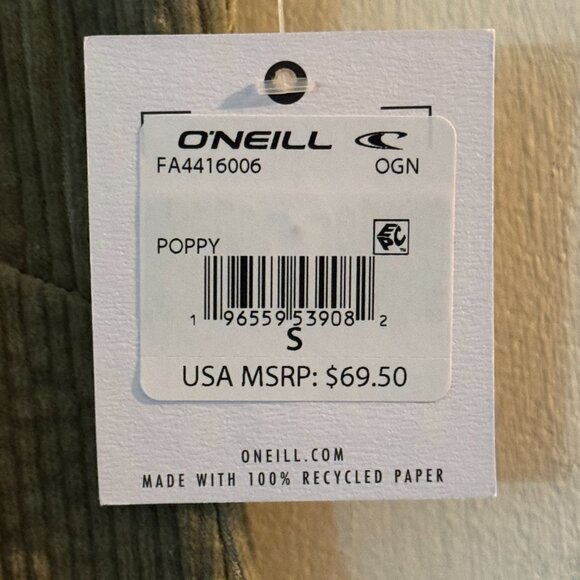 O'NEILL
FA4416006 OGN
POPPY EPC™
1 96559 53908 2
S
USA MSRP: $69.50
ONEILL.COM
MADE WITH 100% RECYCLED PAPER